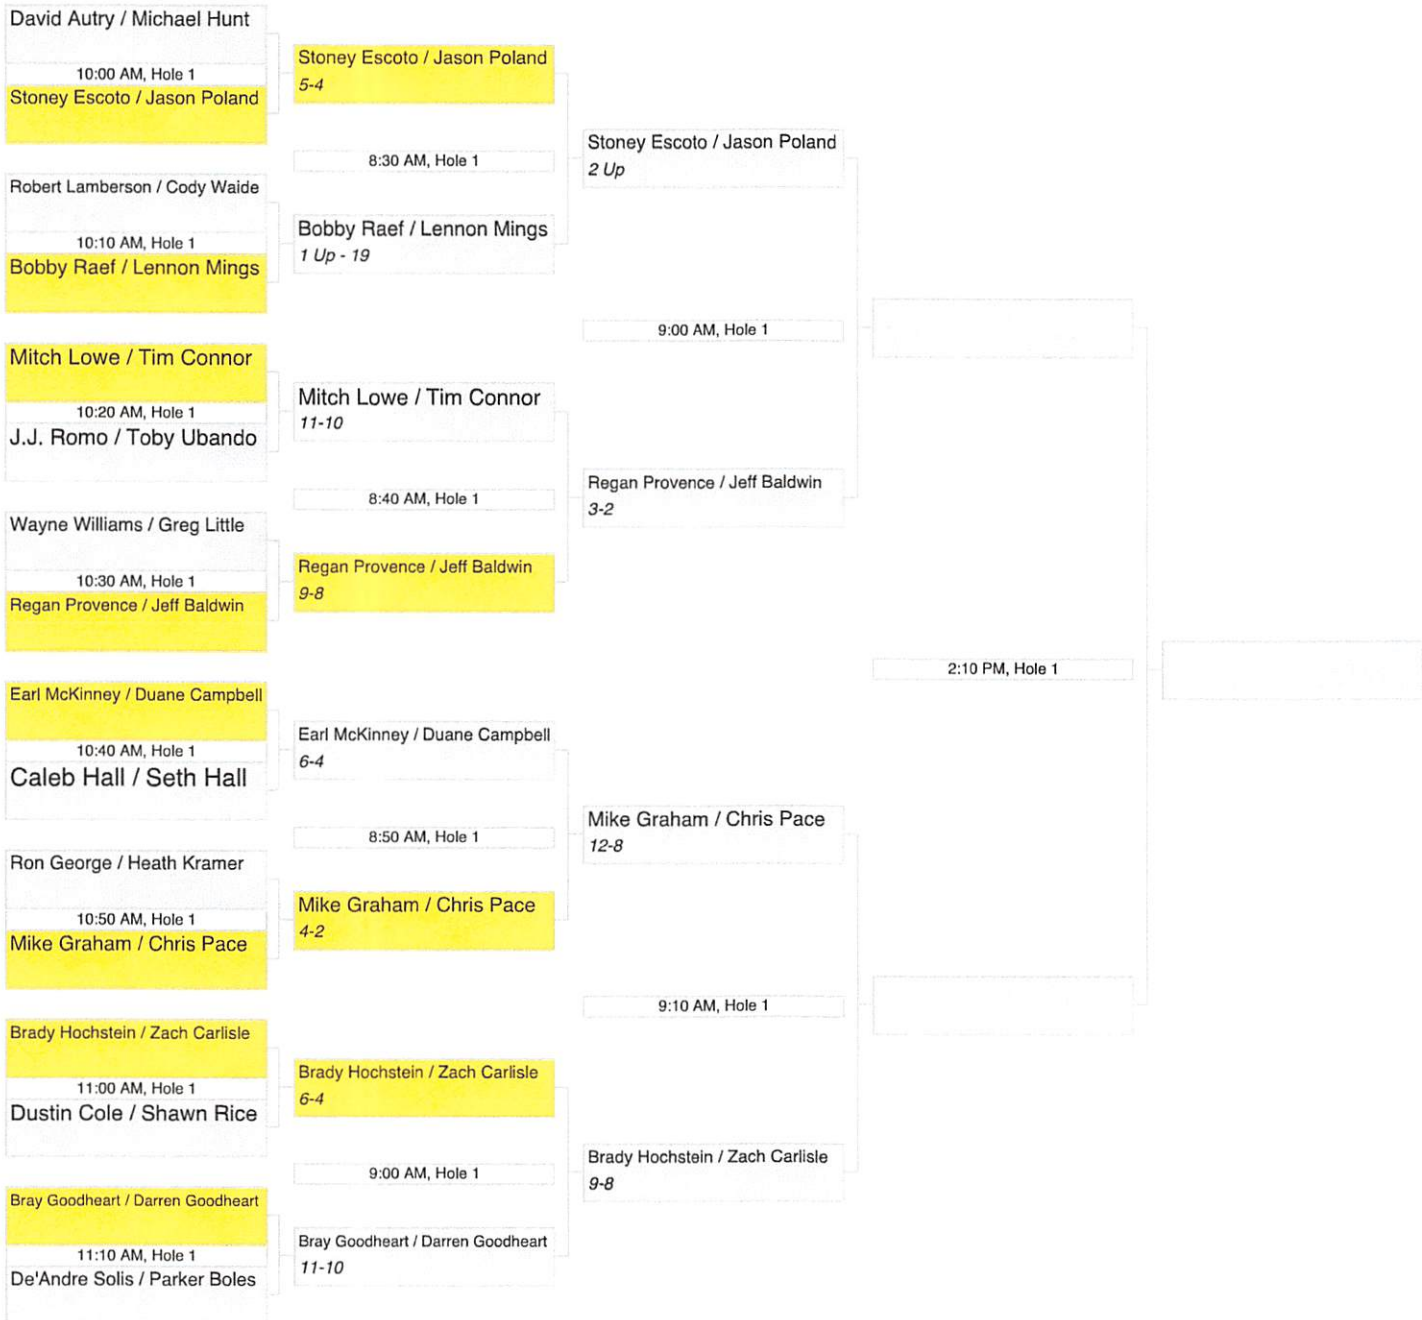 David Autry / Michael Hunt
10:00 AM, Hole 1
Stoney Escoto / Jason Poland
Robert Lamberson / Cody Waide
10:10 AM, Hole 1
Bobby Raef / Lennon Mings
Mitch Lowe / Tim Connor
10:20 AM, Hole 1
J.J. Romo / Toby Ubando
Wayne Williams / Greg Little
10:30 AM, Hole 1
Regan Provence / Jeff Baldwin
Earl McKinney / Duane Campbell
10:40 AM, Hole 1
Caleb Hall / Seth Hall
Ron George / Heath Kramer
10:50 AM, Hole 1
Mike Graham / Chris Pace
Brady Hochstein / Zach Carlisle
11:00 AM, Hole 1
Dustin Cole / Shawn Rice
Bray Goodheart / Darren Goodheart
11:10 AM, Hole 1
De'Andre Solis / Parker Boles
Stoney Escoto / Jason Poland
5-4
8:30 AM, Hole 1
Bobby Raef / Lennon Mings
1 Up - 19
Mitch Lowe / Tim Connor
11-10
8:40 AM, Hole 1
Regan Provence / Jeff Baldwin
9-8
Earl McKinney / Duane Campbell
6-4
8:50 AM, Hole 1
Mike Graham / Chris Pace
4-2
Brady Hochstein / Zach Carlisle
6-4
9:00 AM, Hole 1
Bray Goodheart / Darren Goodheart
11-10
Stoney Escoto / Jason Poland
2 Up
9:00 AM, Hole 1
Regan Provence / Jeff Baldwin
3-2
Mike Graham / Chris Pace
12-8
9:10 AM, Hole 1
Brady Hochstein / Zach Carlisle
9-8
2:10 PM, Hole 1